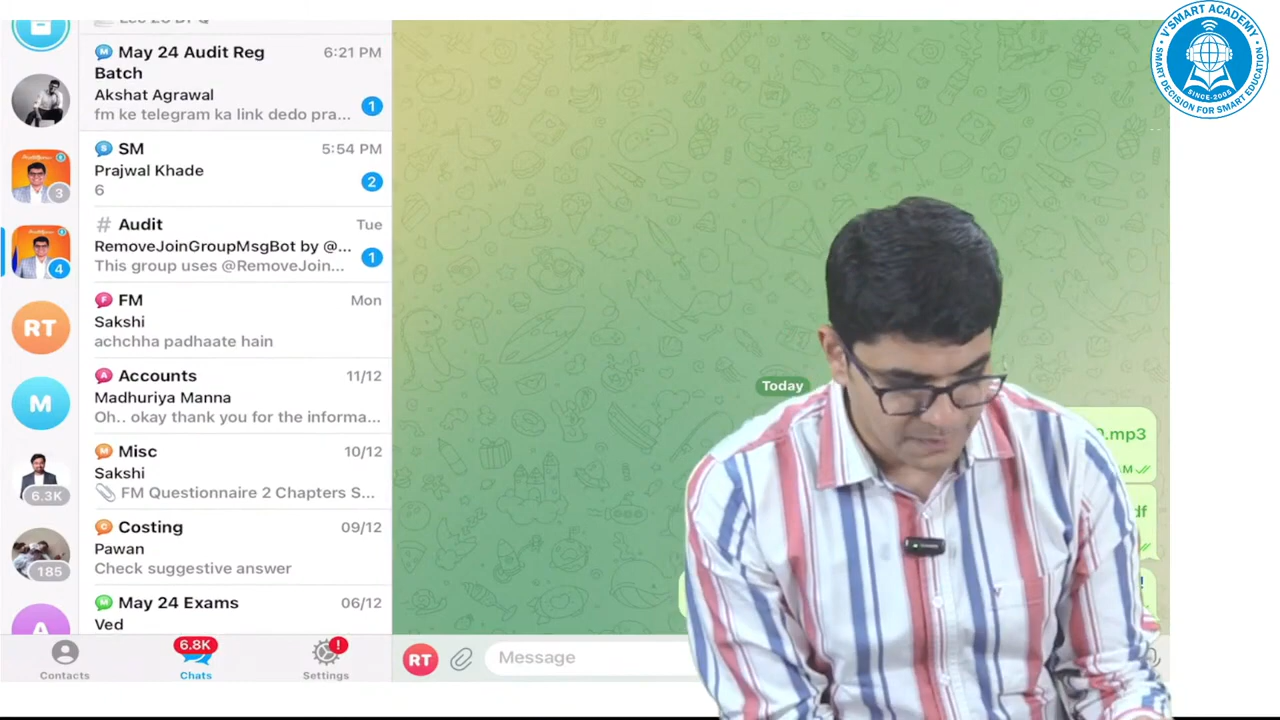 May 24 Audit Reg
Batch
6:21 PM
Akshat Agrawal
fm ke telegram ka link dedo pra...
1
SM
5:54 PM
Prajwal Khade
6
2
# Audit
Tue
RemoveJoinGroupMsgBot by @...
This group uses @RemoveJoin...
1
FM
Mon
Sakshi
achchha padhaate hain
Accounts
11/12
Madhuriya Manna
Oh.. okay thank you for the informa...
Misc
10/12
Sakshi
FM Questionnaire 2 Chapters S...
Costing
09/12
Pawan
Check suggestive answer
May 24 Exams
06/12
Ved
3
4
RT
M
6.3K
185
Contacts
6.8K
Chats
!
Settings
Today
.mp3
RT
Message
V'SMART ACADEMY
SINCE-2005
SMART DECISION FOR SMART EDUCATION